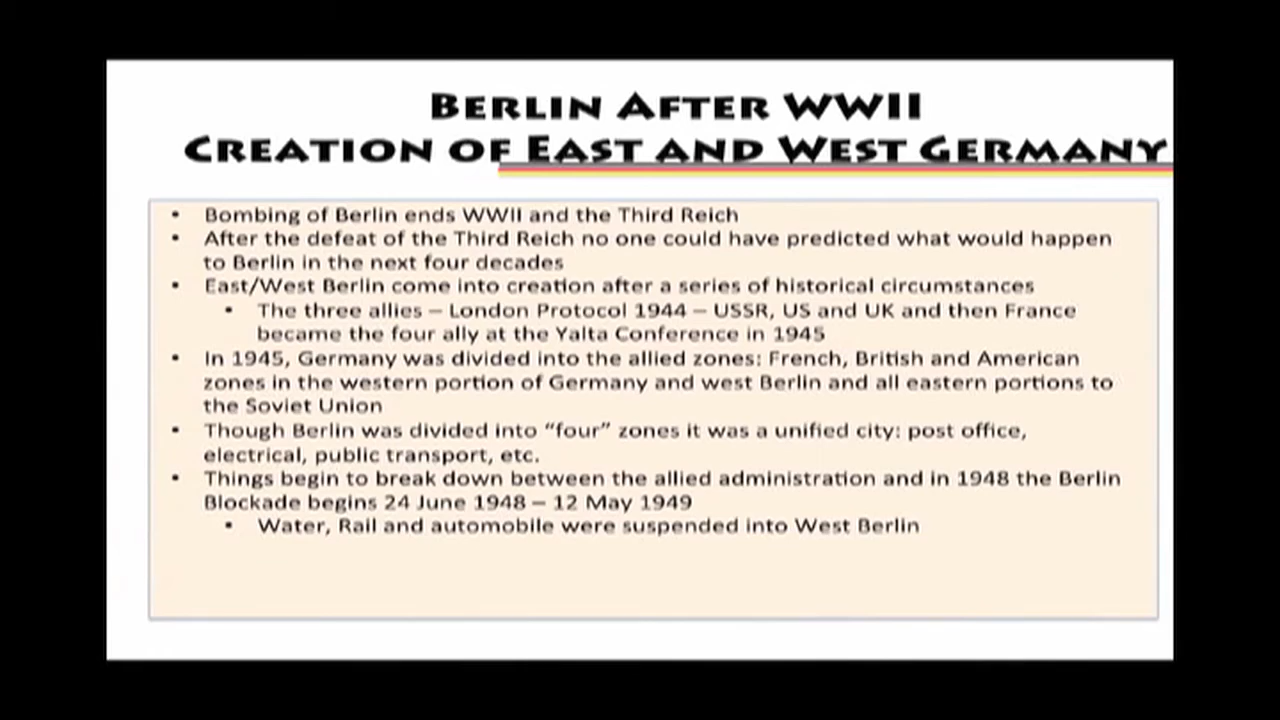 BERLIN AFTER WWII
CREATION OF EAST AND WEST GERMANY
• Bombing of Berlin ends WWII and the Third Reich
• After the defeat of the Third Reich no one could have predicted what would happen
to Berlin in the next four decades
• East/West Berlin come into creation after a series of historical circumstances
• The three allies – London Protocol 1944 – USSR, US and UK and then France
became the four ally at the Yalta Conference in 1945
• In 1945, Germany was divided into the allied zones: French, British and American
zones in the western portion of Germany and west Berlin and all eastern portions to
the Soviet Union
• Though Berlin was divided into “four” zones it was a unified city: post office,
electrical, public transport, etc.
• Things begin to break down between the allied administration and in 1948 the Berlin
Blockade begins 24 June 1948 – 12 May 1949
• Water, Rail and automobile were suspended into West Berlin